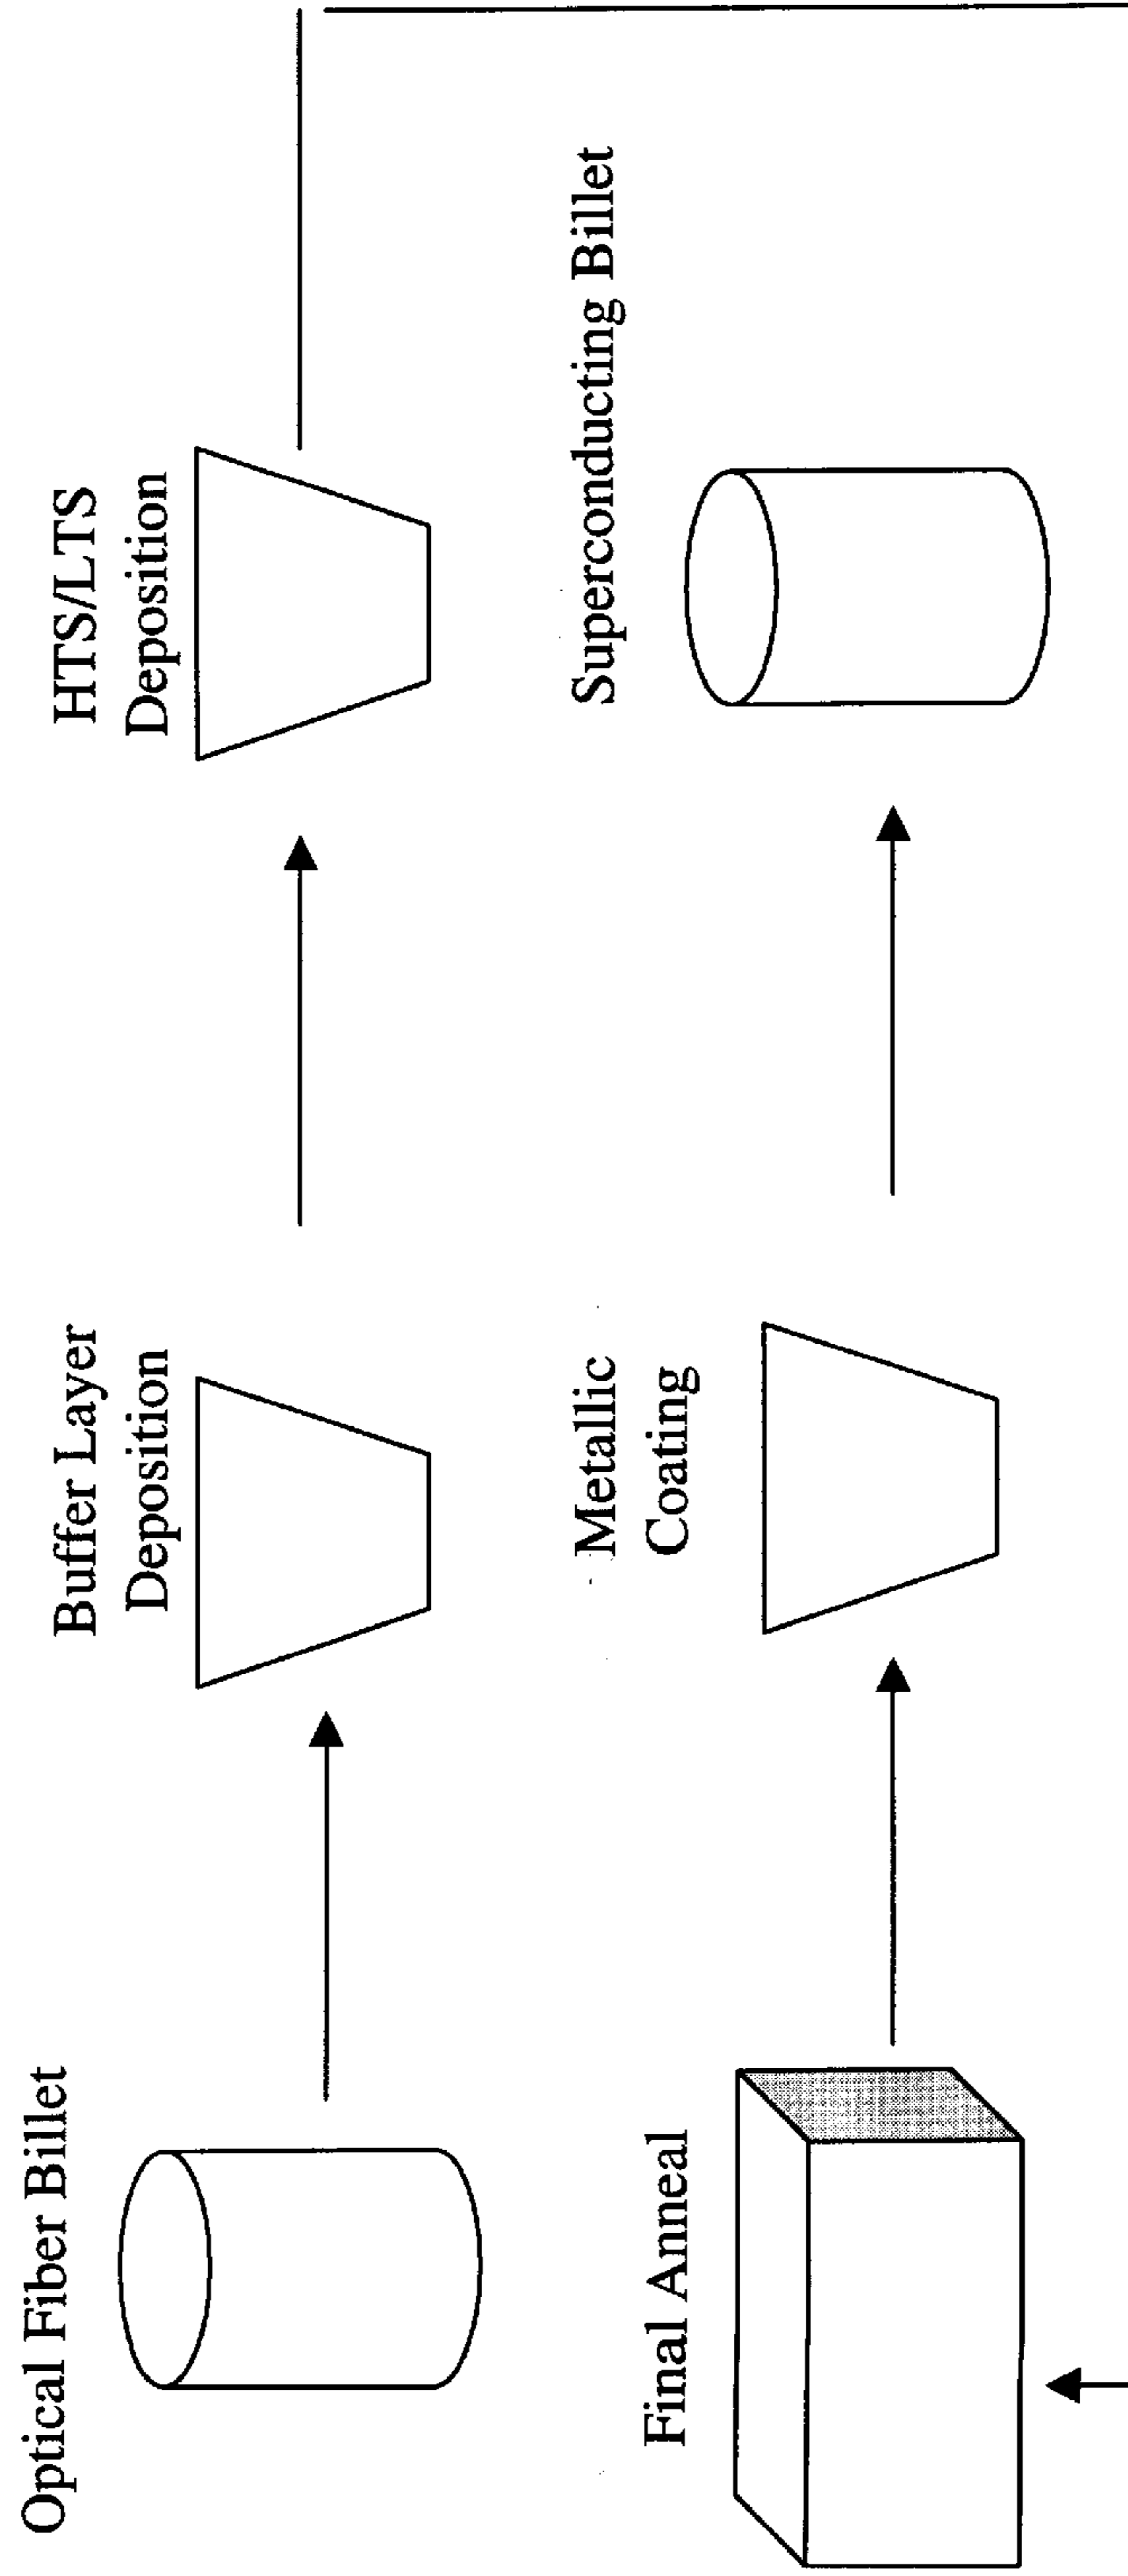 Optical Fiber Billet
Buffer Layer
Deposition
HTS/LTS
Deposition
Final Anneal
Metallic
Coating
Superconducting Billet